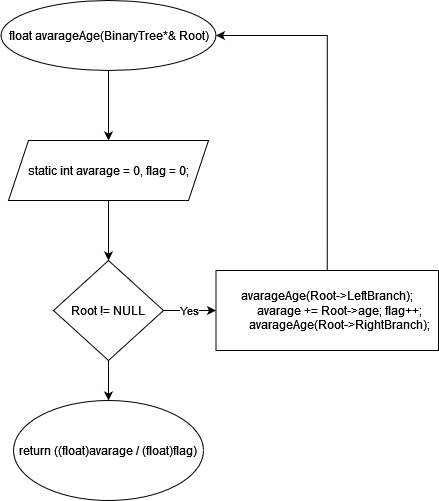 float avarageAge(BinaryTree*& Root)
static int avarage = 0, flag = 0;
Root != NULL
Yes
avarageAge(Root->LeftBranch);
avarage += Root->age; flag++;
avarageAge(Root->RightBranch);
return ((float)avarage / (float)flag)